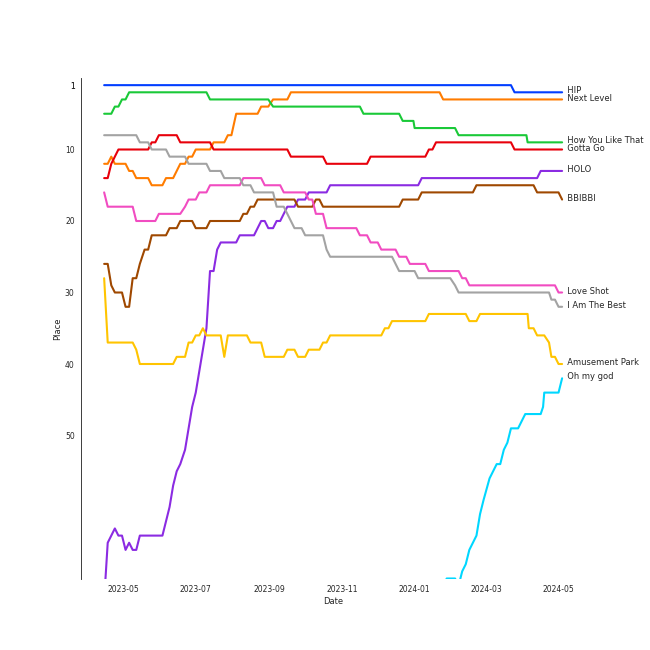 1
HIP
Next Level
How You Like That
10
Gotta Go
HOLO
BBIBBI
20
30
Love Shot
I Am The Best
Place
40
Amusement Park
Oh my god
50
2023-05
2023-07
2023-09
2023-11
2024-01
2024-03
2024-05
Date